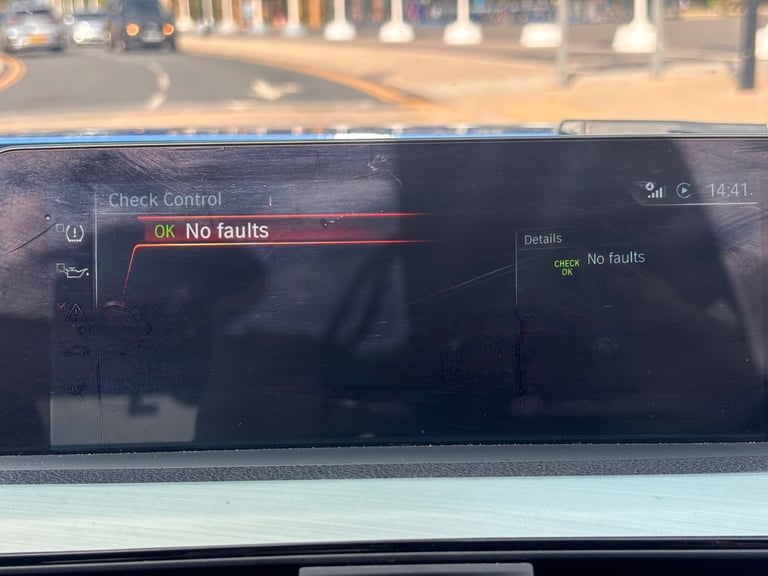 Check Control
14:41
OK No faults
Details
CHECK OK No faults